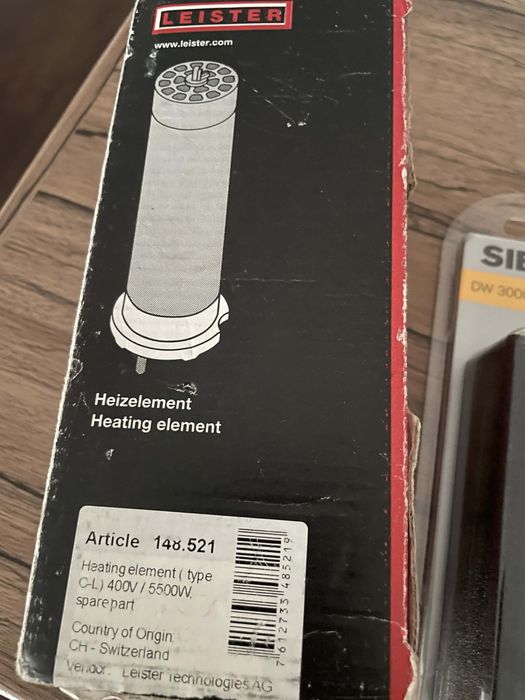 LEISTER
www.leister.com
Heizelement
Heating element
Article 148.521
Heating element ( type
C-L) 400V / 5500W,
spare part
Country of Origin:
CH - Switzerland
Vendor: Leister Technologies AG
7612733485219
SIE
DW 300